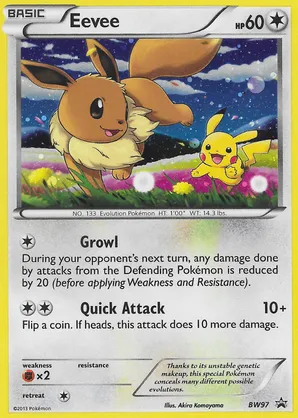 BASIC
Eevee HP60
NO. 133 Evolution Pokémon HT: 1'00" WT: 14.3 lbs.
Growl
During your opponent's next turn, any damage done
by attacks from the Defending Pokémon is reduced
by 20 (before applying Weakness and Resistance).
Quick Attack 10+
Flip a coin. If heads, this attack does 10 more damage.
weakness resistance
×2
retreat
Thanks to its unstable genetic
makeup, this special Pokémon
conceals many different possible
evolutions.
Illus. Akira Komayama BW97
©2013 Pokémon
PROMO